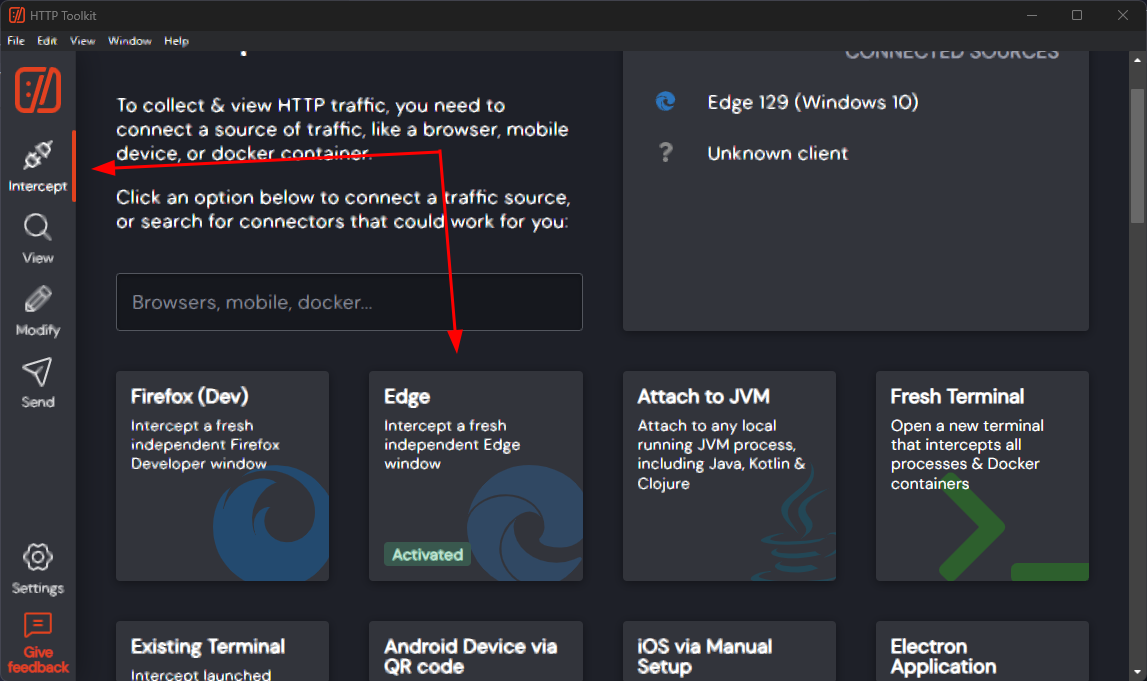 HTTP Toolkit
File Edit View Window Help
CONNECTED SOURCES
To collect & view HTTP traffic, you need to
connect a source of traffic, like a browser, mobile
device, or docker container.
Click an option below to connect a traffic source,
or search for connectors that could work for you:
Browsers, mobile, docker...
Edge 129 (Windows 10)
? Unknown client
Intercept
View
Modify
Send
Settings
Give
feedback
Firefox (Dev)
Intercept a fresh
independent Firefox
Developer window
Edge
Intercept a fresh
independent Edge
window
Activated
Attach to JVM
Attach to any local
running JVM process,
including Java, Kotlin &
Clojure
Fresh Terminal
Open a new terminal
that intercepts all
processes & Docker
containers
Existing Terminal
Intercept launched
Android Device via
QR code
iOS via Manual
Setup
Electron
Application